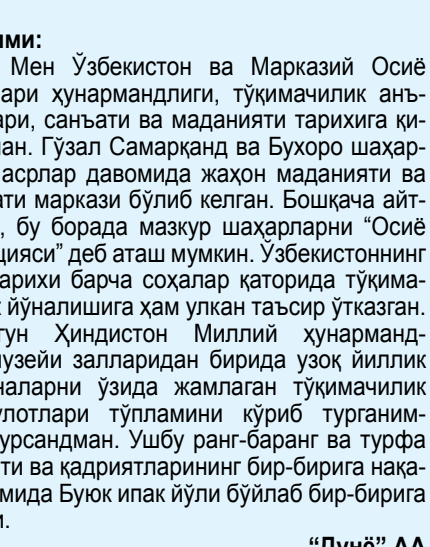 ими:
Мен Ўзбекистон ва Марказий Осиё
лари ҳунармандлиги, тўқимачилик анъ-
ари, санъати ва маданияти тарихига қи-
ман. Гўзал Самарқанд ва Бухоро шаҳар-
асрлар давомида жаҳон маданияти ва
ати маркази бўлиб келган. Бошқача айт-
, бу борада мазкур шаҳарларни “Осиё
цияси” деб аташ мумкин. Ўзбекистоннинг
арихи барча соҳалар қаторида тўқима-
йўналишига ҳам улкан таъсир ўтказган.
гун Ҳиндистон Миллий ҳунарманд-
музейи залларидан бирида узоқ йиллик
наларни ўзида жамлаган тўқимачилик
улотлари тўпламини кўриб турганим-
урсандман. Ушбу ранг-баранг ва турфа
ти ва қадриятларининг бир-бирига нақа-
мида Буюк ипак йўли бўйлаб бир-бирига
и.
“Дунё” АА